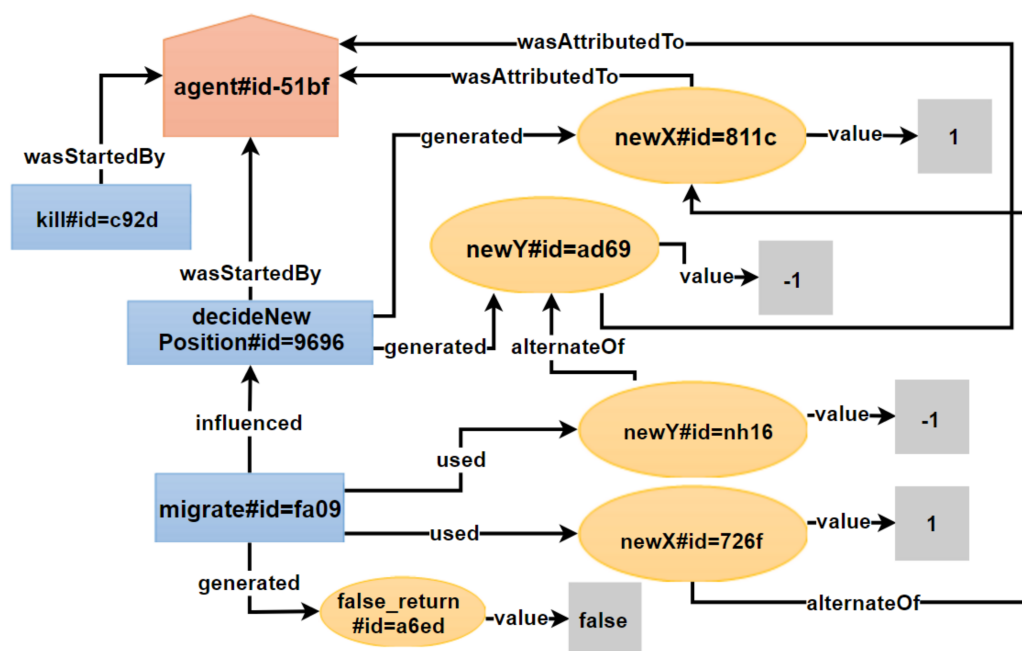 wasAttributedTo
agent#id-51bf
wasAttributedTo
generated
newX#id=811c
value
1
wasStartedBy
kill#id=c92d
newY#id=ad69
value
-1
wasStartedBy
decideNew
Position#id=9696
generated
alternateOf
influenced
newY#id=nh16
value
-1
used
migrate#id=fa09
used
newX#id=726f
value
1
generated
false_return
#id=a6ed
value
false
alternateOf